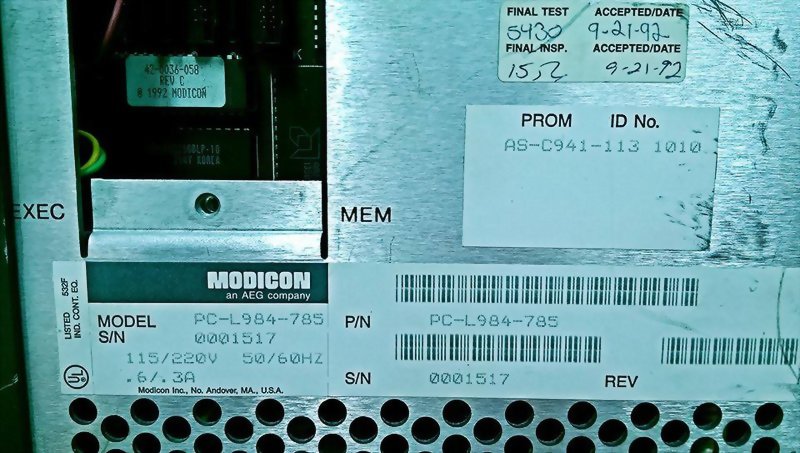 FINAL TEST ACCEPTED/DATE
5430 9-21-92
FINAL INSP. ACCEPTED/DATE
9-21-92
42-0036-058
REV C
© 1992 MODICON
KOREA
PROM ID No.
AS-C941-113 1010
EXEC
MEM
LISTED 532F
IND. CONT. EQ.
UL
MODICON
an AEG company
MODEL PC-L984-785
S/N 0001517
115/220V 50/60HZ
.6/.3A
Modicon Inc., No. Andover, MA., U.S.A.
P/N PC-L984-785
S/N 0001517 REV